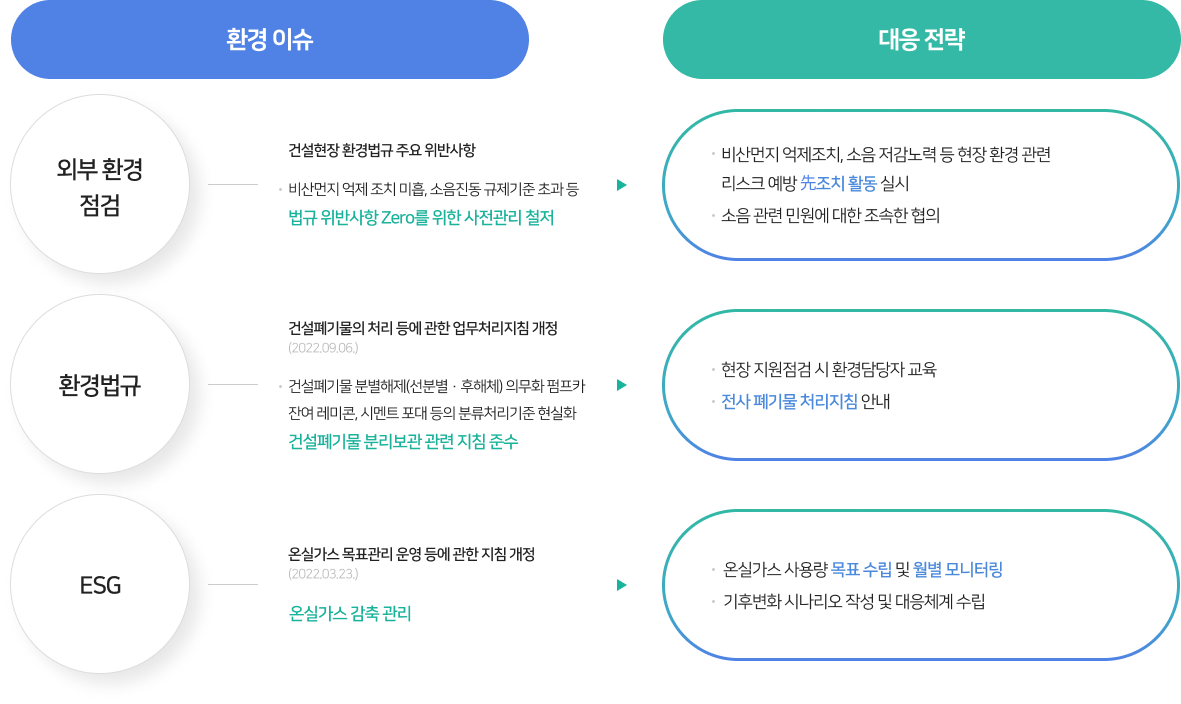 환경 이슈
대응 전략
외부 환경
점검
건설현장 환경법규 주요 위반사항
· 비산먼지 억제 조치 미흡, 소음진동 규제기준 초과 등
법규 위반사항 Zero를 위한 사전관리 철저
· 비산먼지 억제조치, 소음 저감노력 등 현장 환경 관련
리스크 예방 先조치 활동 실시
· 소음 관련 민원에 대한 조속한 협의
환경법규
건설폐기물의 처리 등에 관한 업무처리지침 개정
(2022.09.06.)
· 건설폐기물 분별해제(선분별 · 후해체) 의무화 펌프카
잔여 레미콘, 시멘트 포대 등의 분류처리기준 현실화
건설폐기물 분리보관 관련 지침 준수
· 현장 지원점검 시 환경담당자 교육
· 전사 폐기물 처리지침 안내
ESG
온실가스 목표관리 운영 등에 관한 지침 개정
(2022.03.23.)
온실가스 감축 관리
· 온실가스 사용량 목표 수립 및 월별 모니터링
· 기후변화 시나리오 작성 및 대응체계 수립